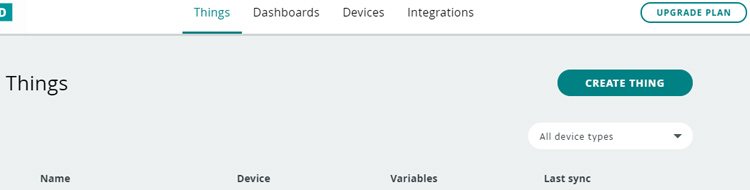 D Things Dashboards Devices Integrations UPGRADE PLAN
Things CREATE THING
All device types
Name Device Variables Last sync